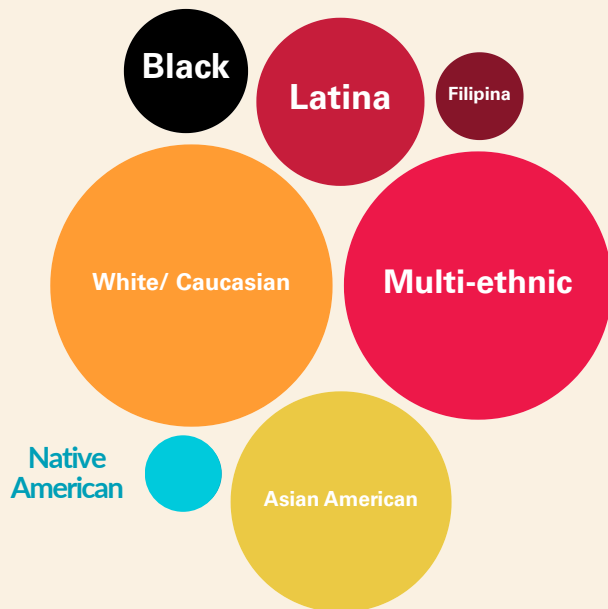 Black
Latina
Filipina
White/ Caucasian
Multi-ethnic
Native
American
Asian American